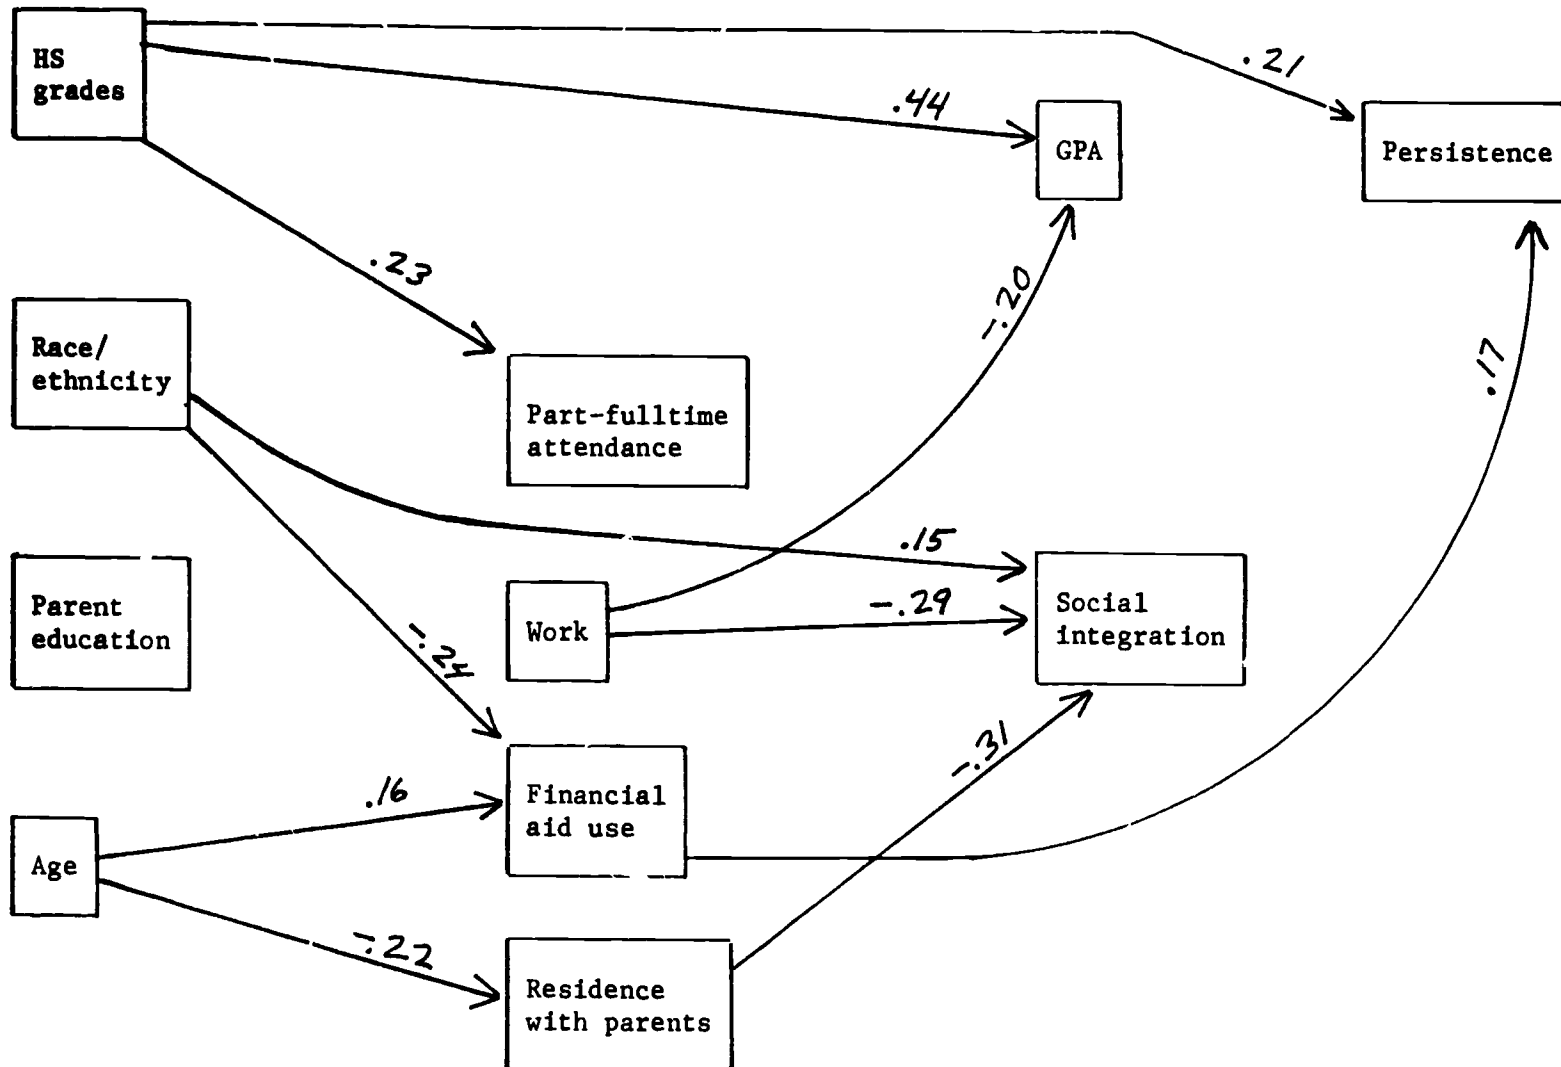 HS
grades
.21
.44
GPA
Persistence
.23
-.20
Race/
ethnicity
.17
Part-fulltime
attendance
.15
Parent
education
Work
-.29
Social
integration
-.24
-.31
.16
Financial
aid use
Age
-.22
Residence
with parents